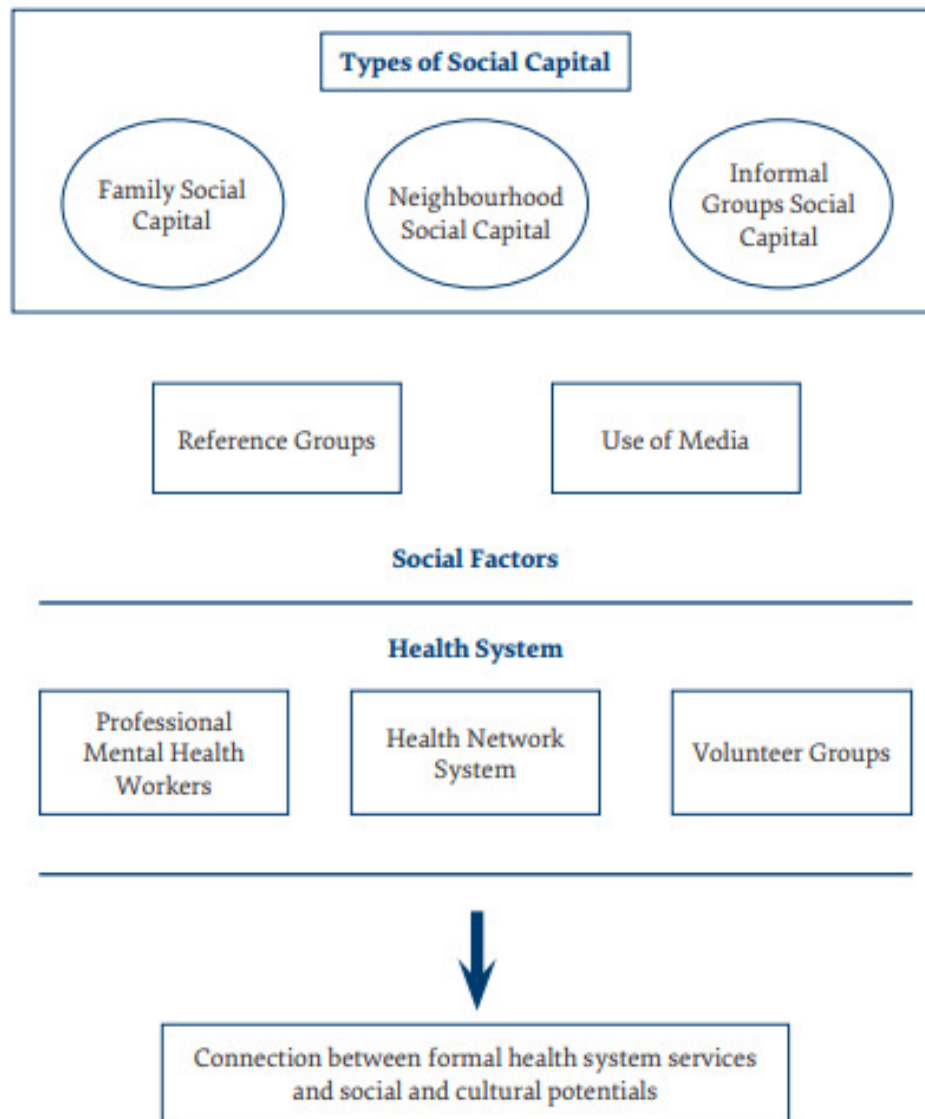 Types of Social Capital
Family Social
Capital
Neighbourhood
Social Capital
Informal
Groups Social
Capital
Reference Groups
Use of Media
Social Factors
Health System
Professional
Mental Health
Workers
Health Network
System
Volunteer Groups
Connection between formal health system services
and social and cultural potentials